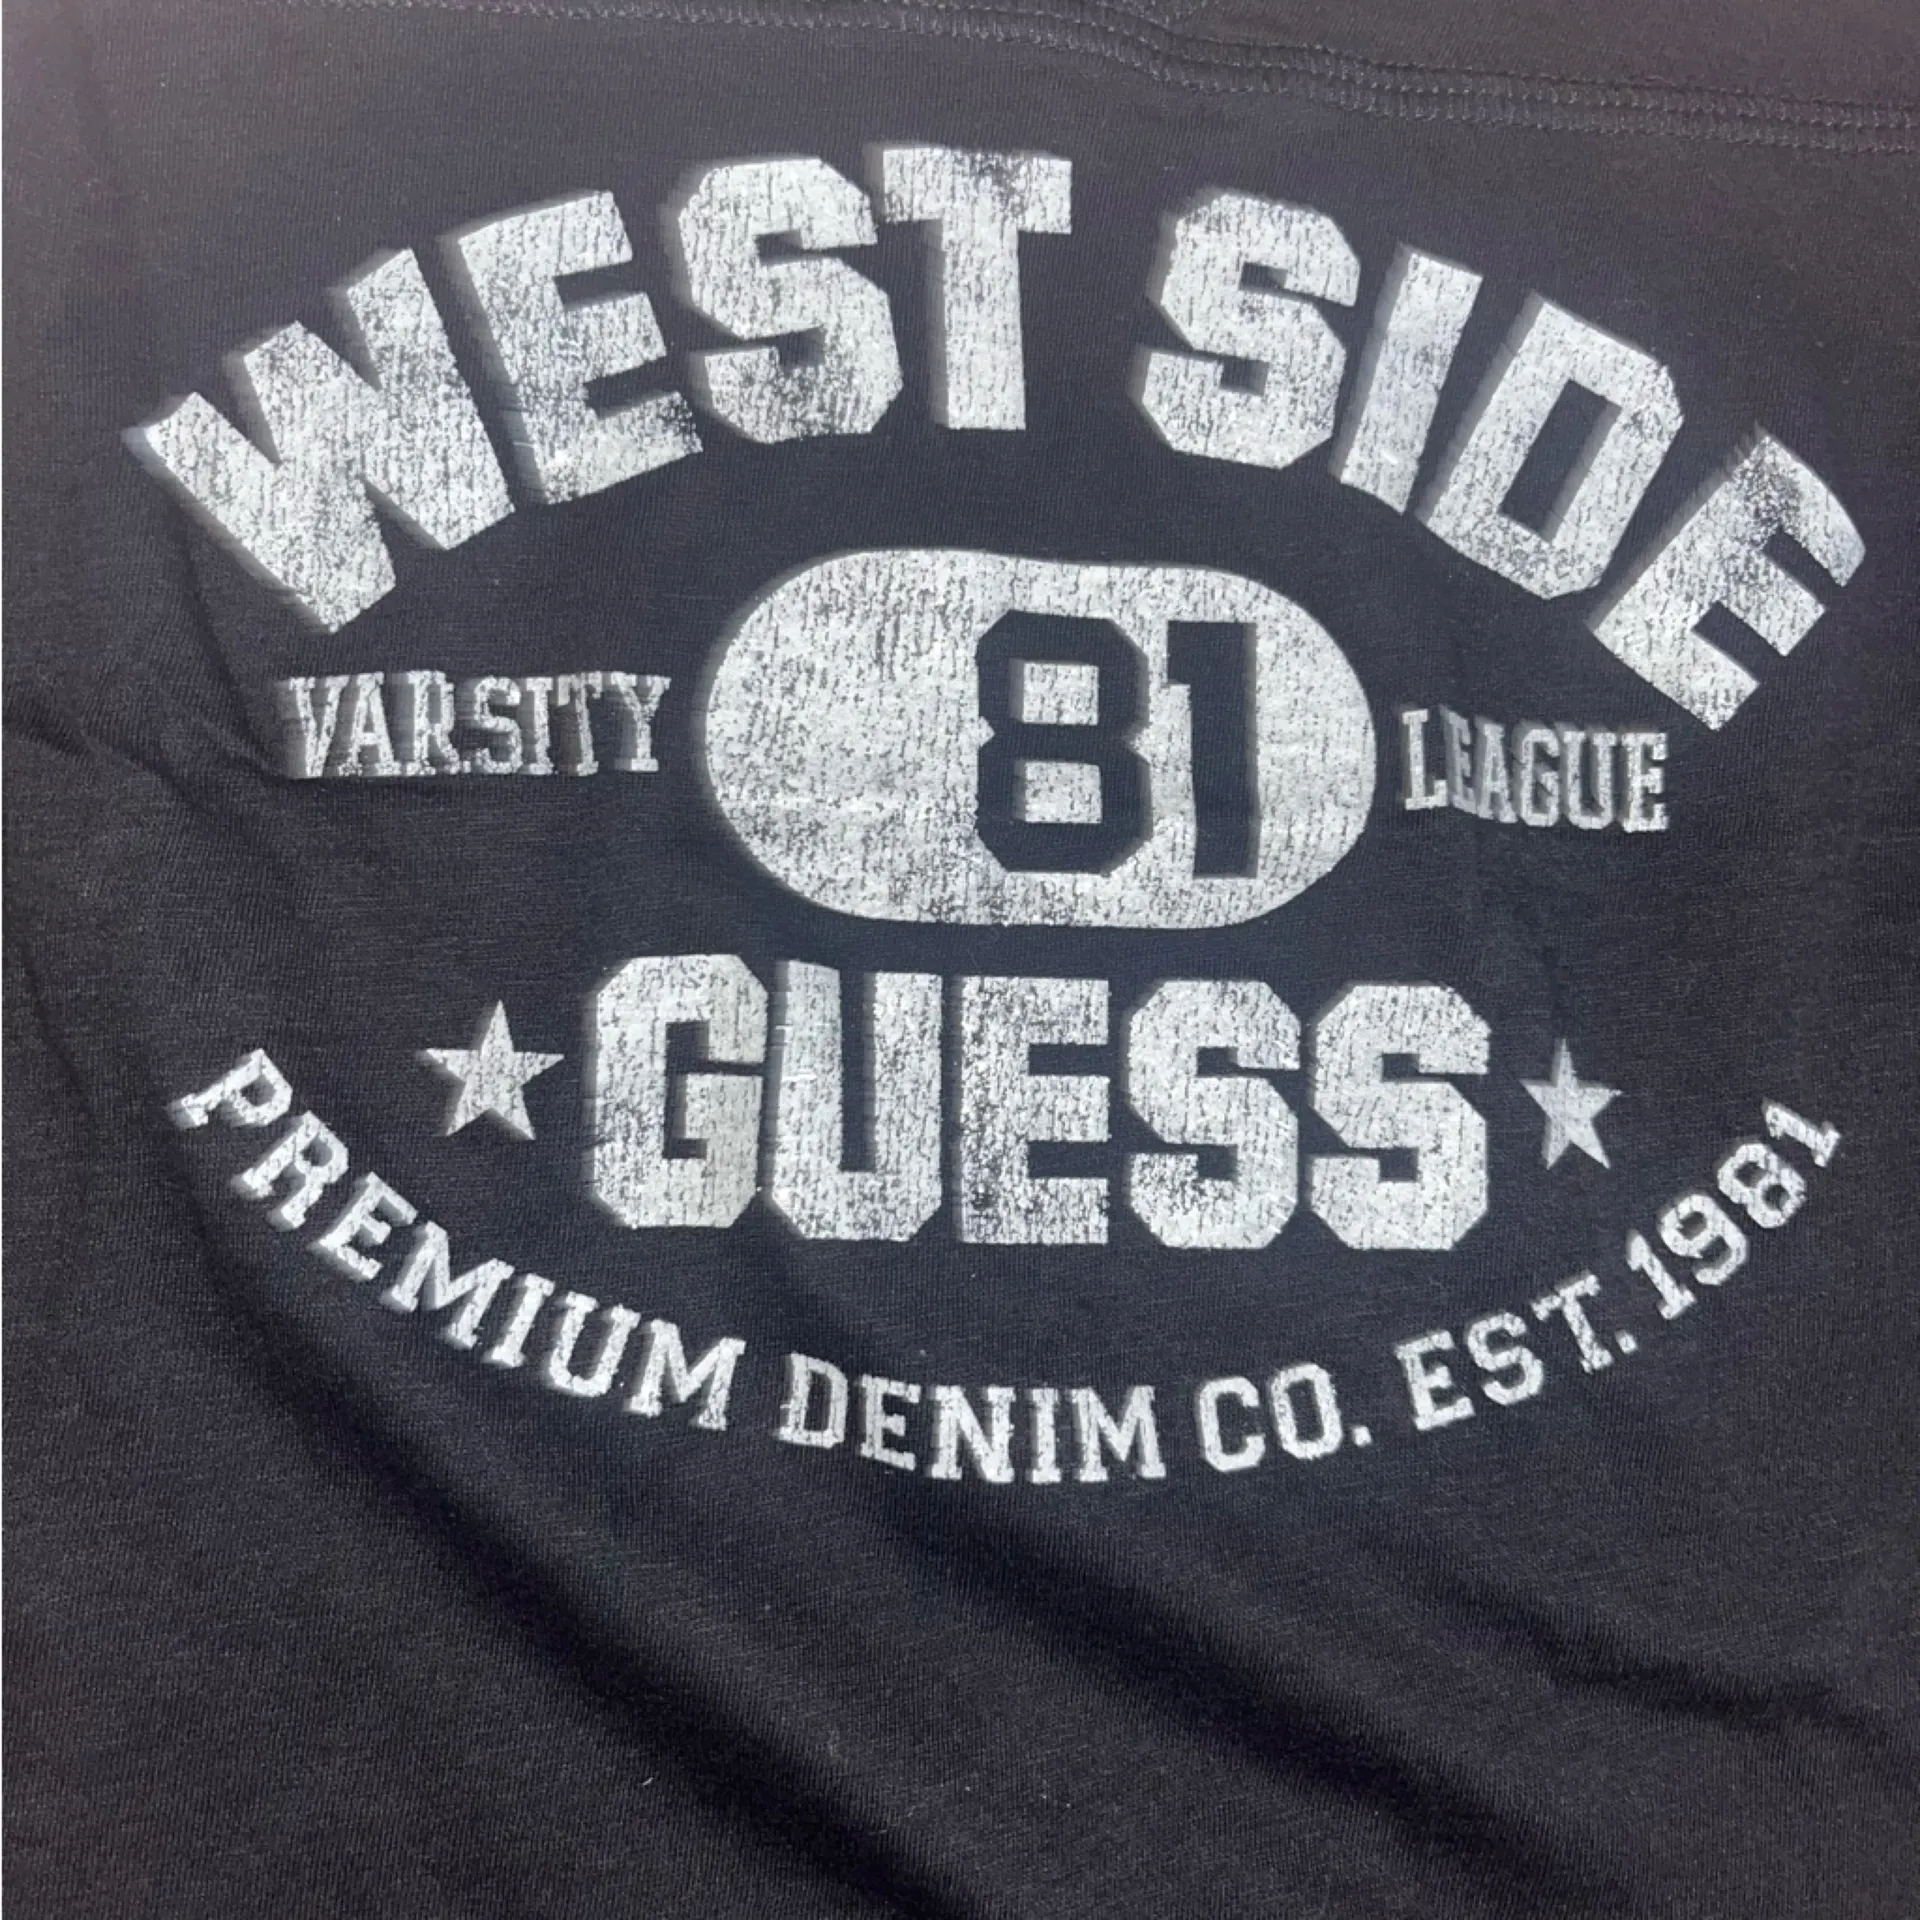 WEST SIDE
VARSITY 81 LEAGUE
GUESS
PREMIUM DENIM CO. EST. 1981